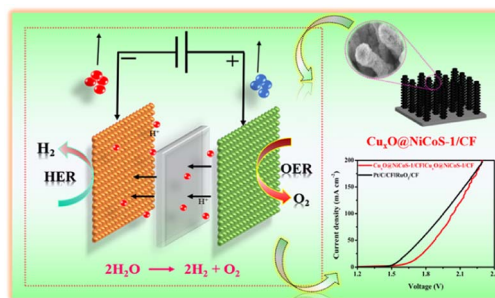 −
+
H⁺
H₂
HER
OER
O₂
H⁺
2H₂O → 2H₂ + O₂
CuₓO@NiCoS-1/CF
CuₓO@NiCoS-1/CF||CuₓO@NiCoS-1/CF
Pt/C/CF||RuO₂/CF
Current density (mA cm⁻²)
200
150
100
50
0
1.2 1.5 1.8 2.1 2.4
Voltage (V)